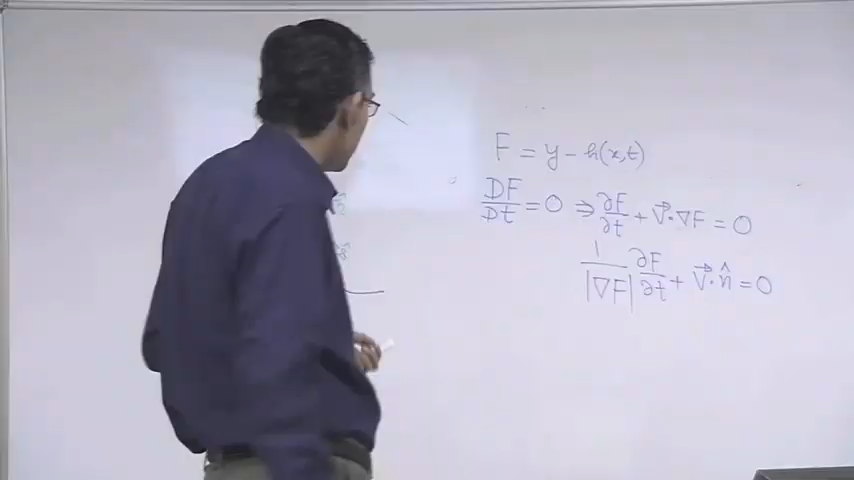 F = y - h(x,t)
DF/Dt = 0 ⇒ ∂F/∂t + V⃗·∇F = 0
1/|∇F| ∂F/∂t + V⃗·n̂ = 0